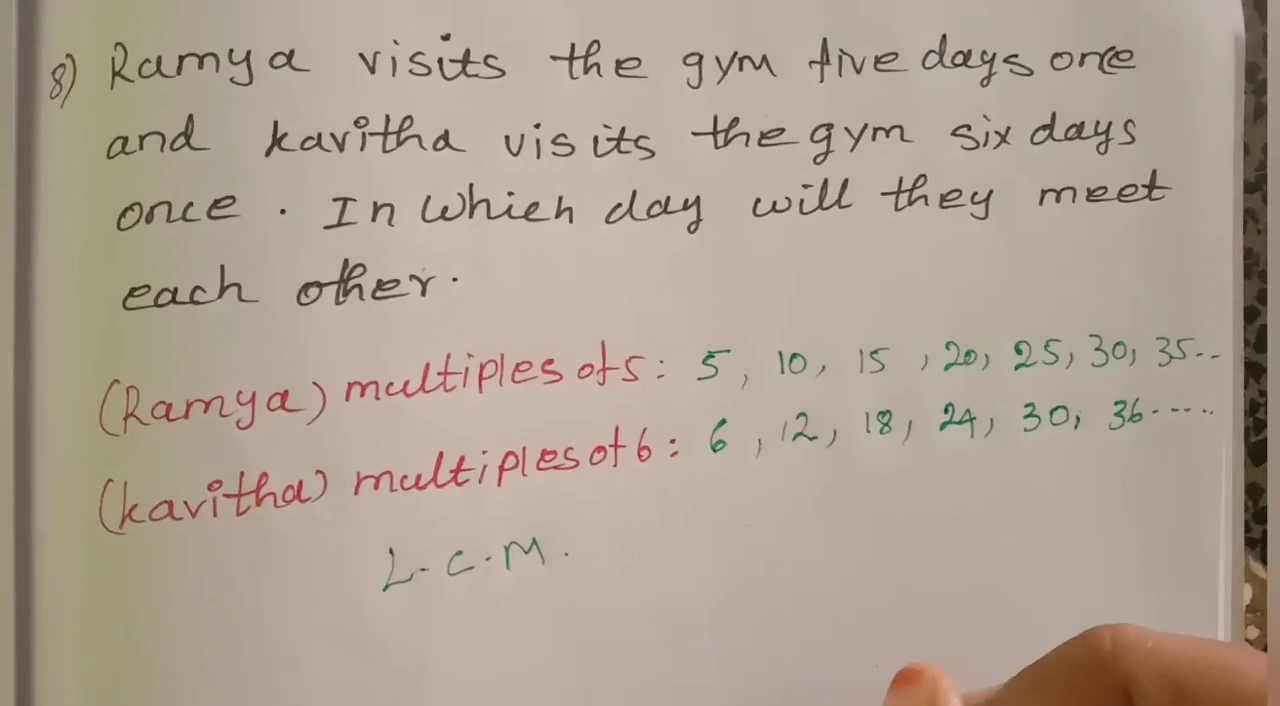 8) Ramya visits the gym five days once
and kavitha visits the gym six days
once. In which day will they meet
each other.
(Ramya) multiples of 5: 5, 10, 15, 20, 25, 30, 35..
(kavitha) multiples of 6: 6, 12, 18, 24, 30, 36......
L.C.M.